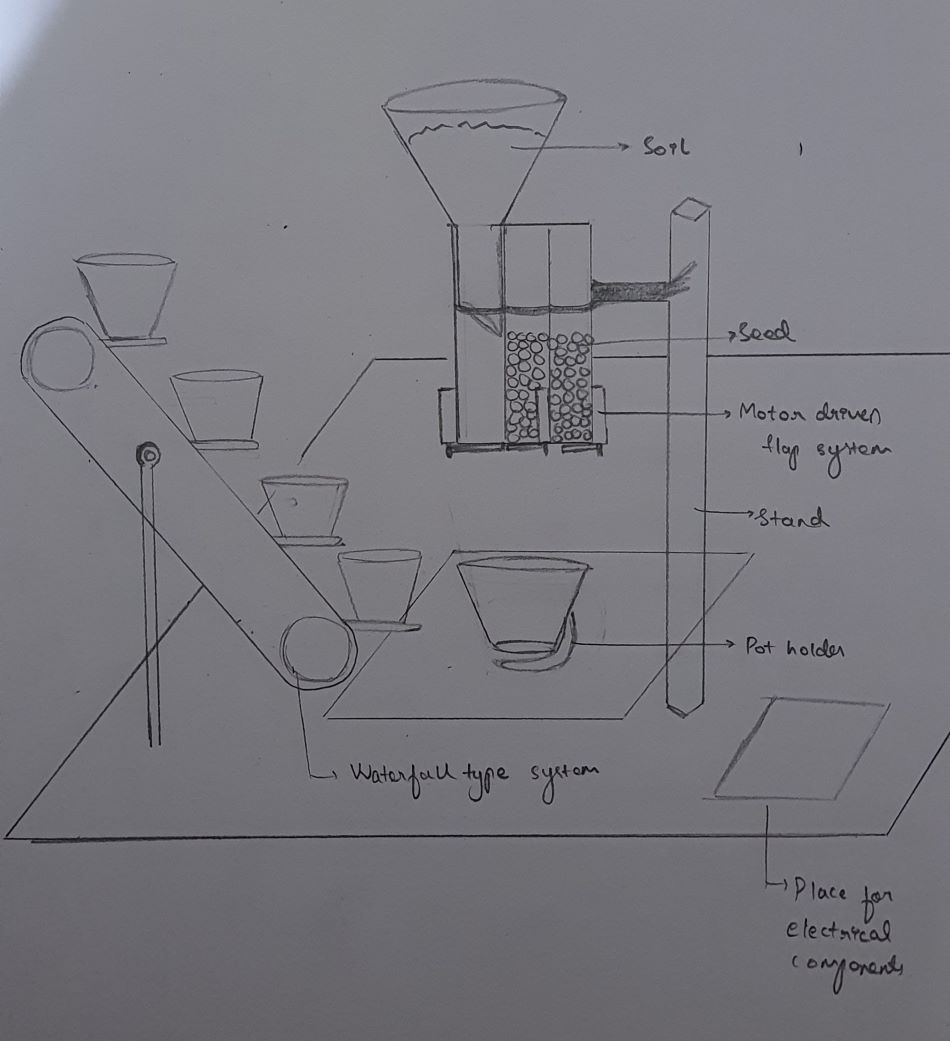 Soil
Seed
Motor driven
flap system
Stand
Pot holder
Waterfall type system
Place for
electrical
components